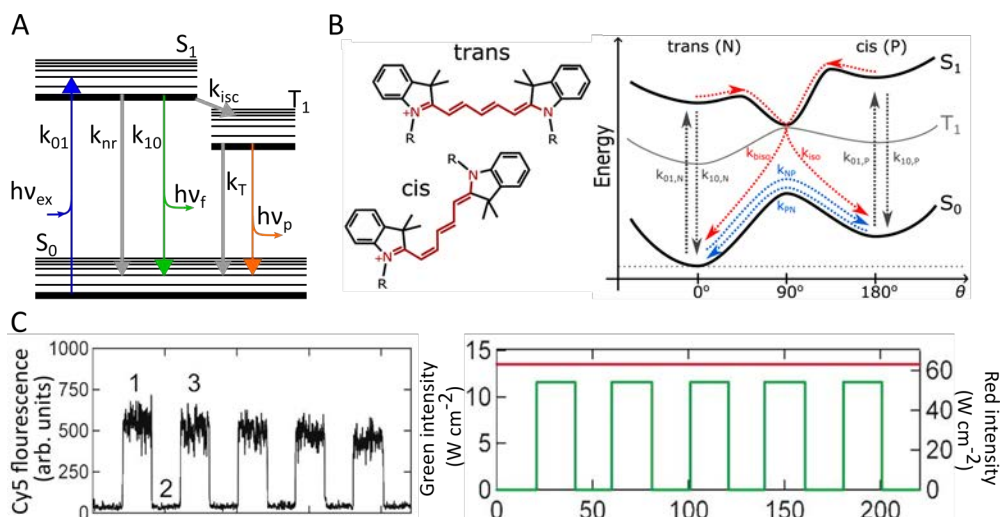 A
S1
T1
kisc
k01
knr
k10
kT
hνex
hνf
hνp
S0
B
trans
N
+
R
N
R
cis
R
N
N
+
R
trans (N)
cis (P)
S1
T1
S0
Energy
kbiso
kiso
k01,N
k10,N
kNP
kPN
k01,P
k10,P
0°
90°
180°
θ
C
Cy5 flourescence
(arb. units)
1000
750
500
250
0
1
2
3
Green intensity
(W cm-2)
15
10
5
0
0
50
100
150
200
60
40
20
0
Red intensity
(W cm-2)